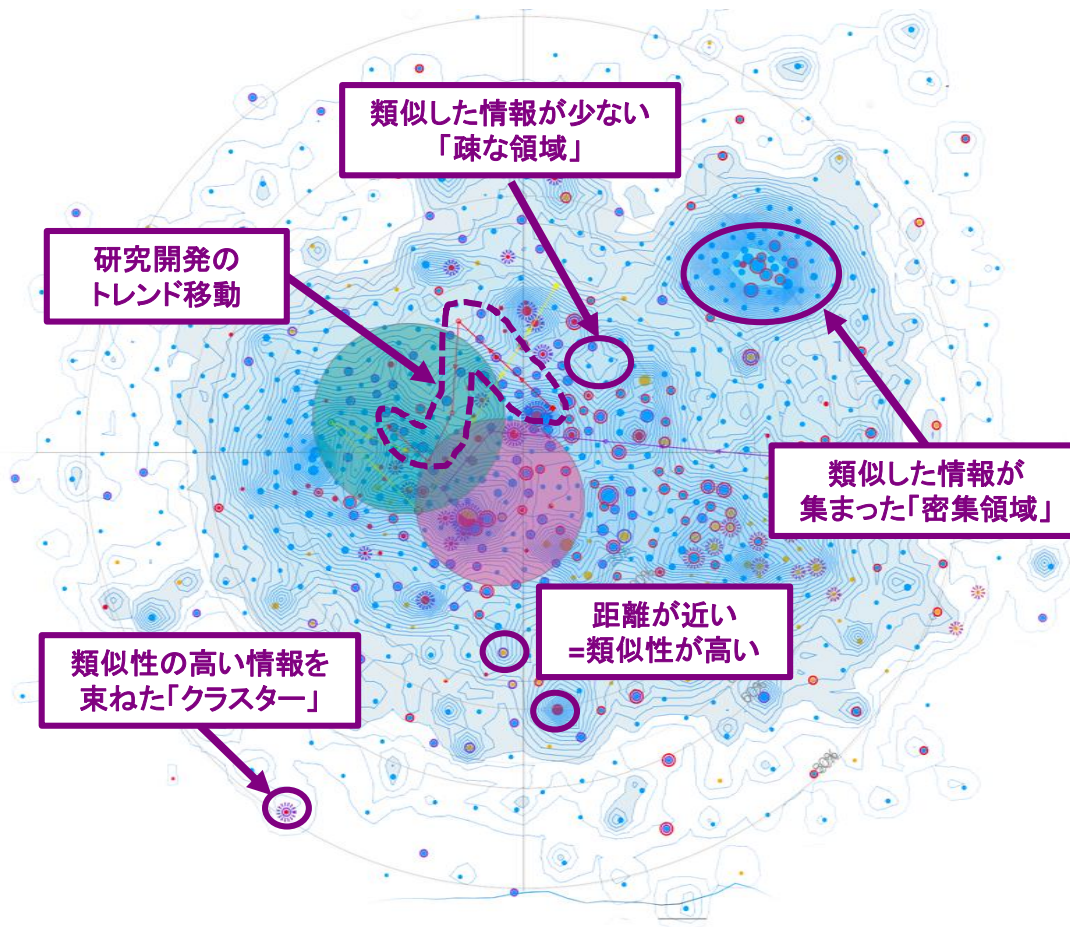 類似した情報が少ない
「疎な領域」
研究開発の
トレンド移動
類似した情報が
集まった「密集領域」
距離が近い
=類似性が高い
類似性の高い情報を
束ねた「クラスター」